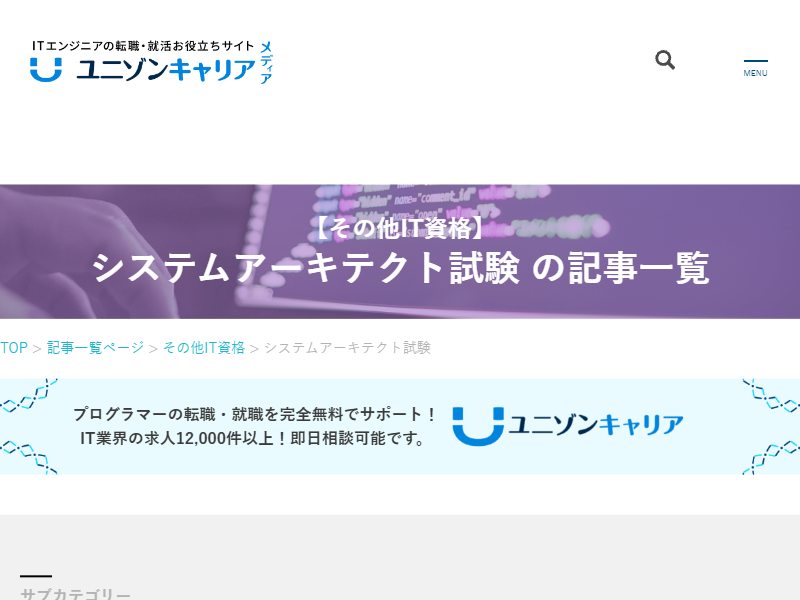 ITエンジニアの転職・就活お役立ちサイト
ユニゾンキャリア
メディア
MENU
【その他IT資格】
システムアーキテクト試験 の記事一覧
TOP > 記事一覧ページ > その他IT資格 > システムアーキテクト試験
プログラマーの転職・就職を完全無料でサポート！
IT業界の求人12,000件以上！即日相談可能です。
ユニゾンキャリア
サブカテゴリー